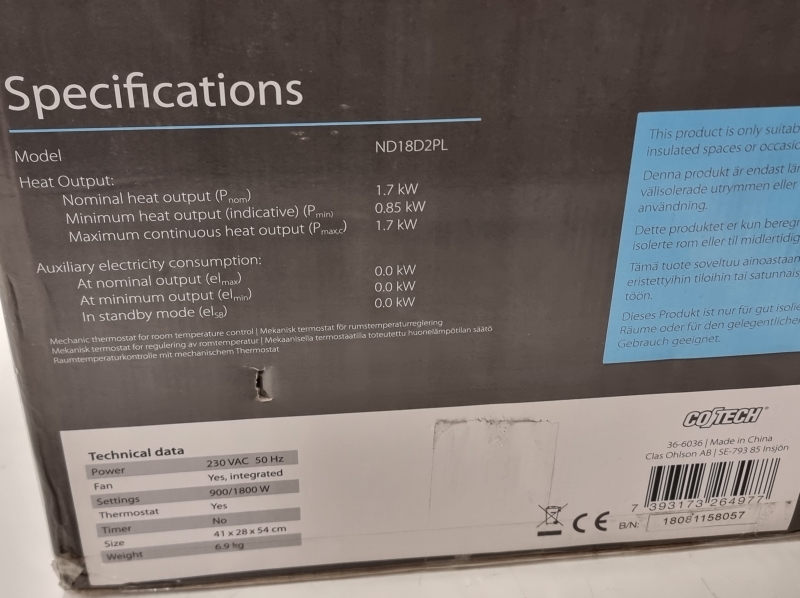 Specifications
Model ND18D2PL
Heat Output:
Nominal heat output (Pnom) 1.7 kW
Minimum heat output (indicative) (Pmin) 0.85 kW
Maximum continuous heat output (Pmax,c) 1.7 kW
Auxiliary electricity consumption:
At nominal output (elmax) 0.0 kW
At minimum output (elmin) 0.0 kW
In standby mode (elSB) 0.0 kW
Mechanic thermostat for room temperature control | Mekanisk termostat för rumstemperaturreglering
Mekanisk termostat for regulering av romtemperatur | Mekaanisella termostaatilla toteutettu huonelämpötilan säätö
Raumtemperaturkontrolle mit mechanischem Thermostat
This product is only suitab
insulated spaces or occasio
Denna produkt är endast lä
välisolerade utrymmen eller
användning.
Dette produktet er kun bereg
isolerte rom eller til midlertidig
Tämä tuote soveltuu ainoastaan
eristettyihin tiloihin tai satunnais
töön.
Dieses Produkt ist nur für gut isolie
Räume oder für den gelegentlichen
Gebrauch geeignet.
Technical data
Power 230 VAC 50 Hz
Fan Yes, integrated
Settings 900/1800 W
Thermostat Yes
Timer No
Size 41 x 28 x 54 cm
Weight 6.9 kg
COTECH®
36-6036 | Made in China
Clas Ohlson AB | SE-793 85 Insjön
7 393173 264977
CE B/N: 18081158057